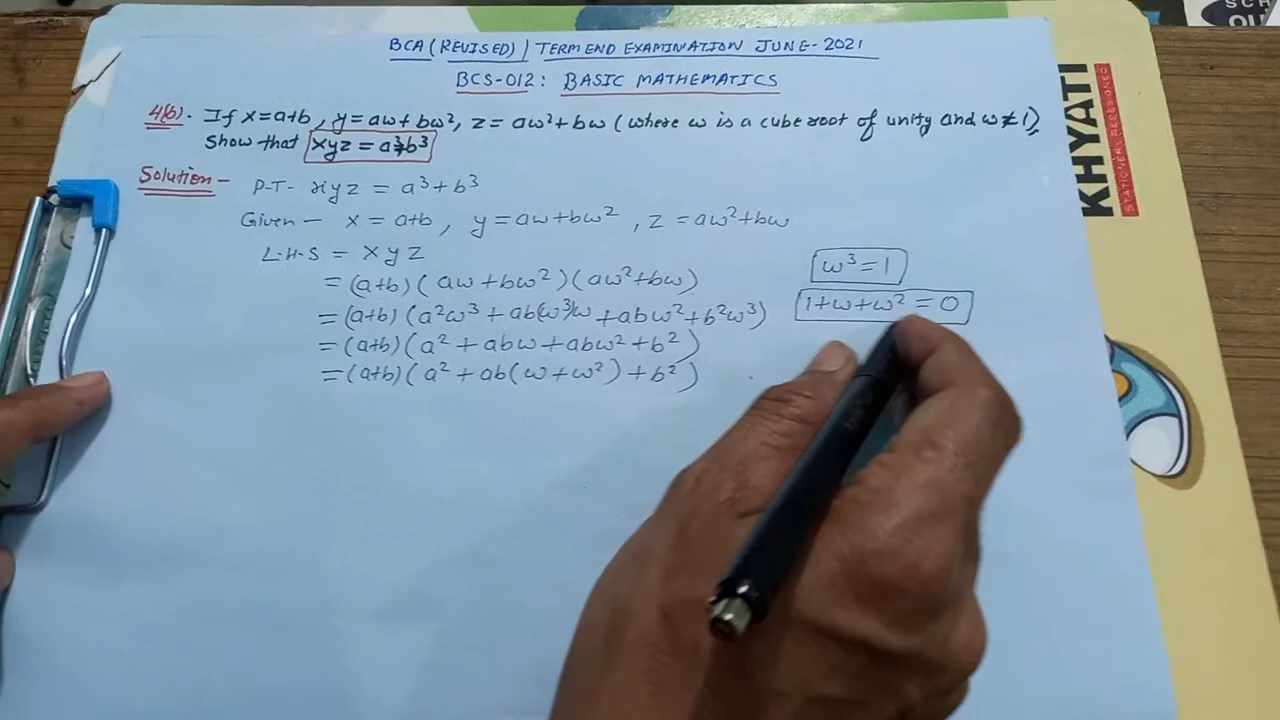 BCA (REVISED) | TERM END EXAMINATION JUNE-2021
BCS-012: BASIC MATHEMATICS
4(b). If x=a+b, y=aω+bω², z=aω²+bω (where ω is a cube root of unity and ω≠1),
Show that xyz = a³+b³
Solution-
P.T- xyz = a³+b³
Given- x = a+b, y=aω+bω², z=aω²+bω
L.H.S = xyz
=(a+b)(aω+bω²)(aω²+bω)
=(a+b)(a²ω³+ab(ω³)ω+abω²+b²ω³)
=(a+b)(a²+abω+abω²+b²)
=(a+b)(a²+ab(ω+ω²)+b²)
ω³=1
1+ω+ω²=0
KHYATI
STATIONERY REDESIGNED